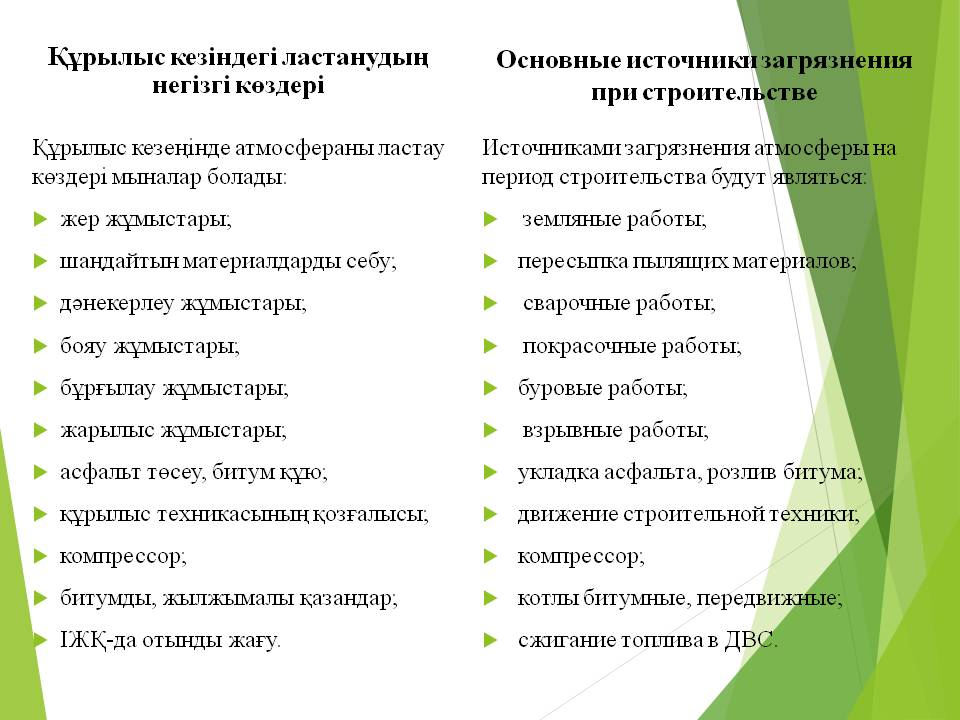 Құрылыс кезіндегі ластанудың
негізгі көздері
Құрылыс кезеңінде атмосфераны ластау
көздері мыналар болады:
жер жұмыстары;
шаңдайтын материалдарды себу;
дәнекерлеу жұмыстары;
бояу жұмыстары;
бұрғылау жұмыстары;
жарылыс жұмыстары;
асфальт төсеу, битум құю;
құрылыс техникасының қозғалысы;
компрессор;
битумды, жылжымалы қазандар;
ІЖҚ-да отынды жағу.
Основные источники загрязнения
при строительстве
Источниками загрязнения атмосферы на
период строительства будут являться:
земляные работы;
пересыпка пылящих материалов;
сварочные работы;
покрасочные работы;
буровые работы;
взрывные работы;
укладка асфальта, розлив битума;
движение строительной техники;
компрессор;
котлы битумные, передвижные;
сжигание топлива в ДВС.